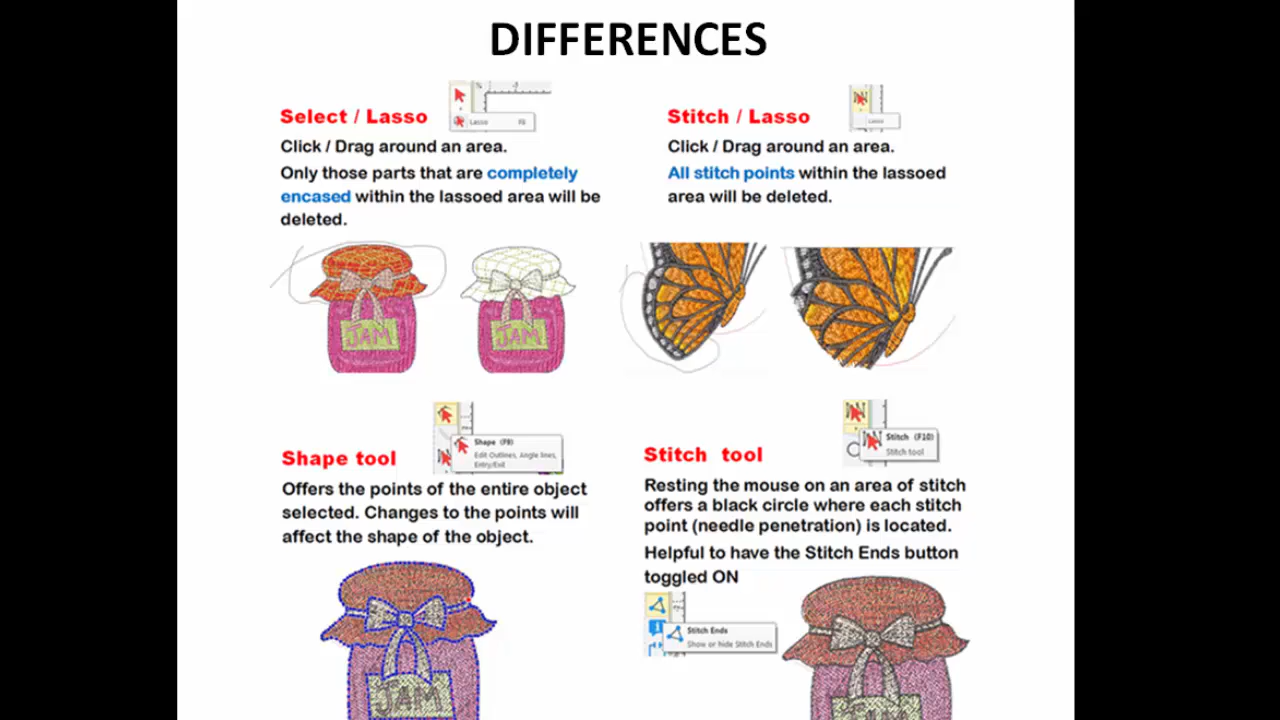 DIFFERENCES
Select / Lasso
Lasso F8
Click / Drag around an area.
Only those parts that are completely
encased within the lassoed area will be
deleted.
JAM
JAM
Stitch / Lasso
Lasso
Click / Drag around an area.
All stitch points within the lassoed
area will be deleted.
Shape tool
Shape (F9)
Edit Outlines, Angle lines,
Entry/Exit
Offers the points of the entire object
selected. Changes to the points will
affect the shape of the object.
JAM
Stitch tool
Stitch (F10)
Stitch tool
Resting the mouse on an area of stitch
offers a black circle where each stitch
point (needle penetration) is located.
Helpful to have the Stitch Ends button
toggled ON
Stitch Ends
Show or hide Stitch Ends
JAM